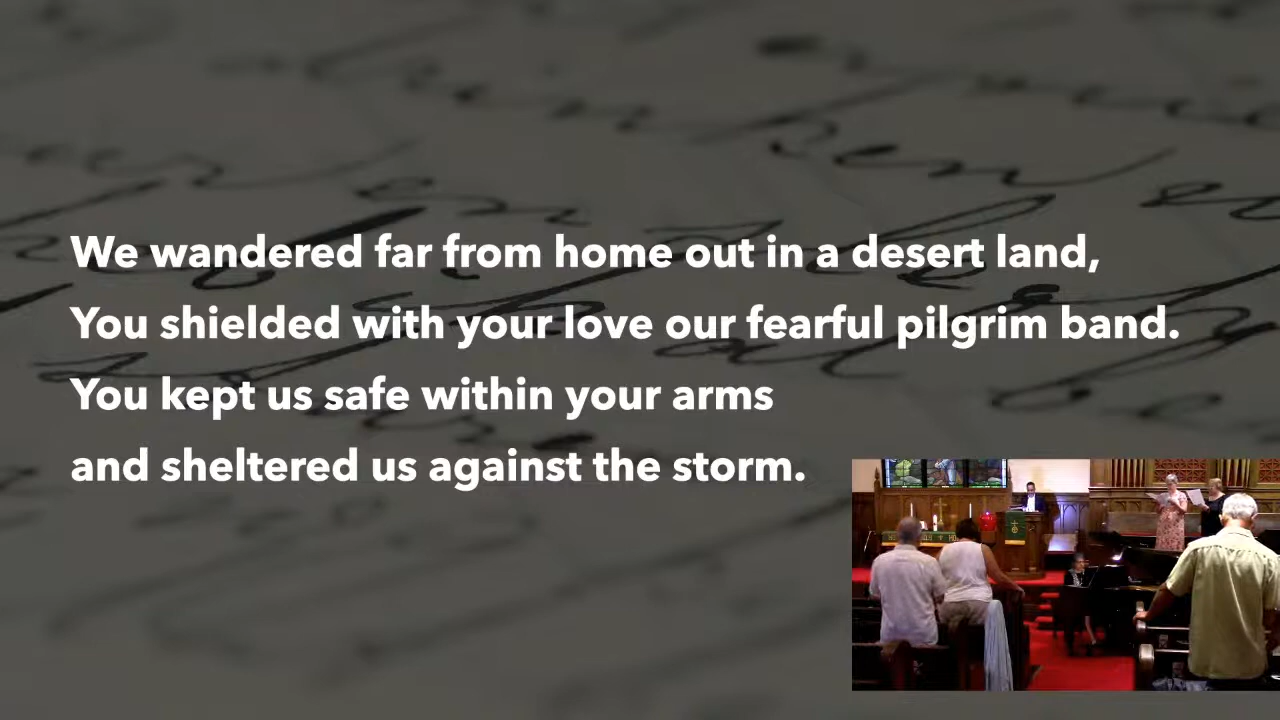 We wandered far from home out in a desert land,
You shielded with your love our fearful pilgrim band.
You kept us safe within your arms
and sheltered us against the storm.